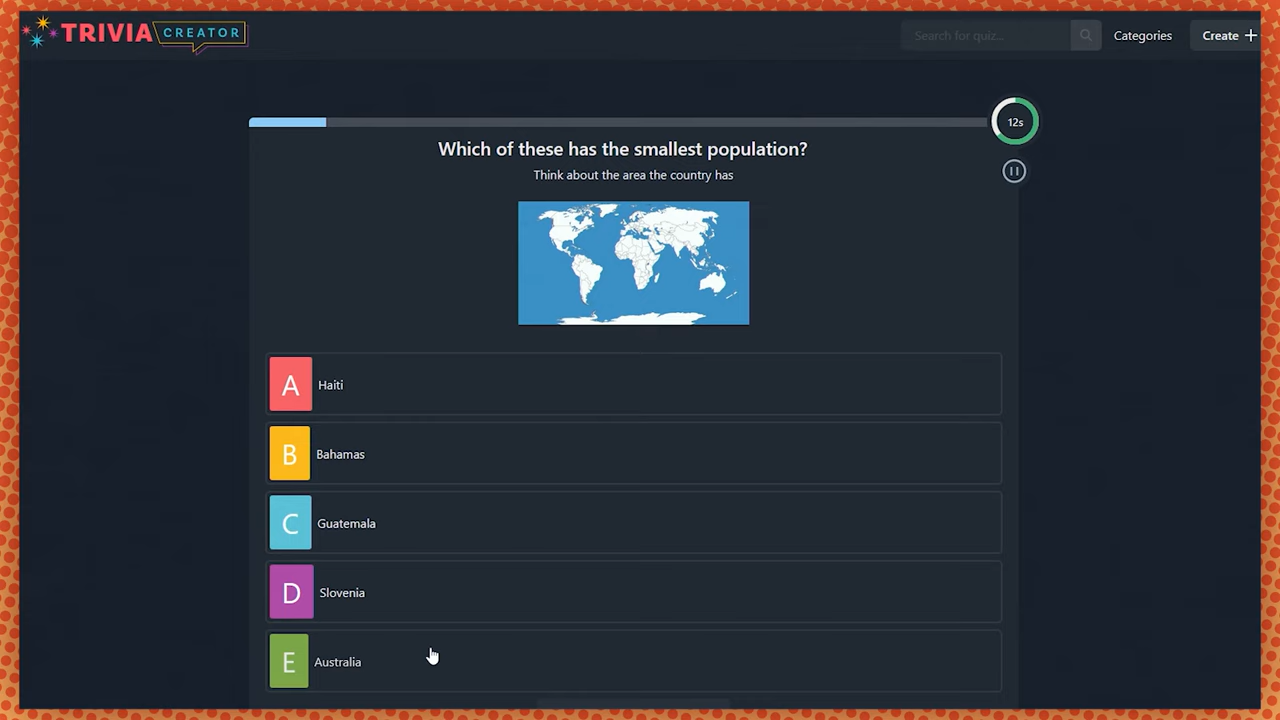 TRIVIA CREATOR
Search for quiz...
Categories
Create +
12s
Which of these has the smallest population?
Think about the area the country has
A Haiti
B Bahamas
C Guatemala
D Slovenia
E Australia